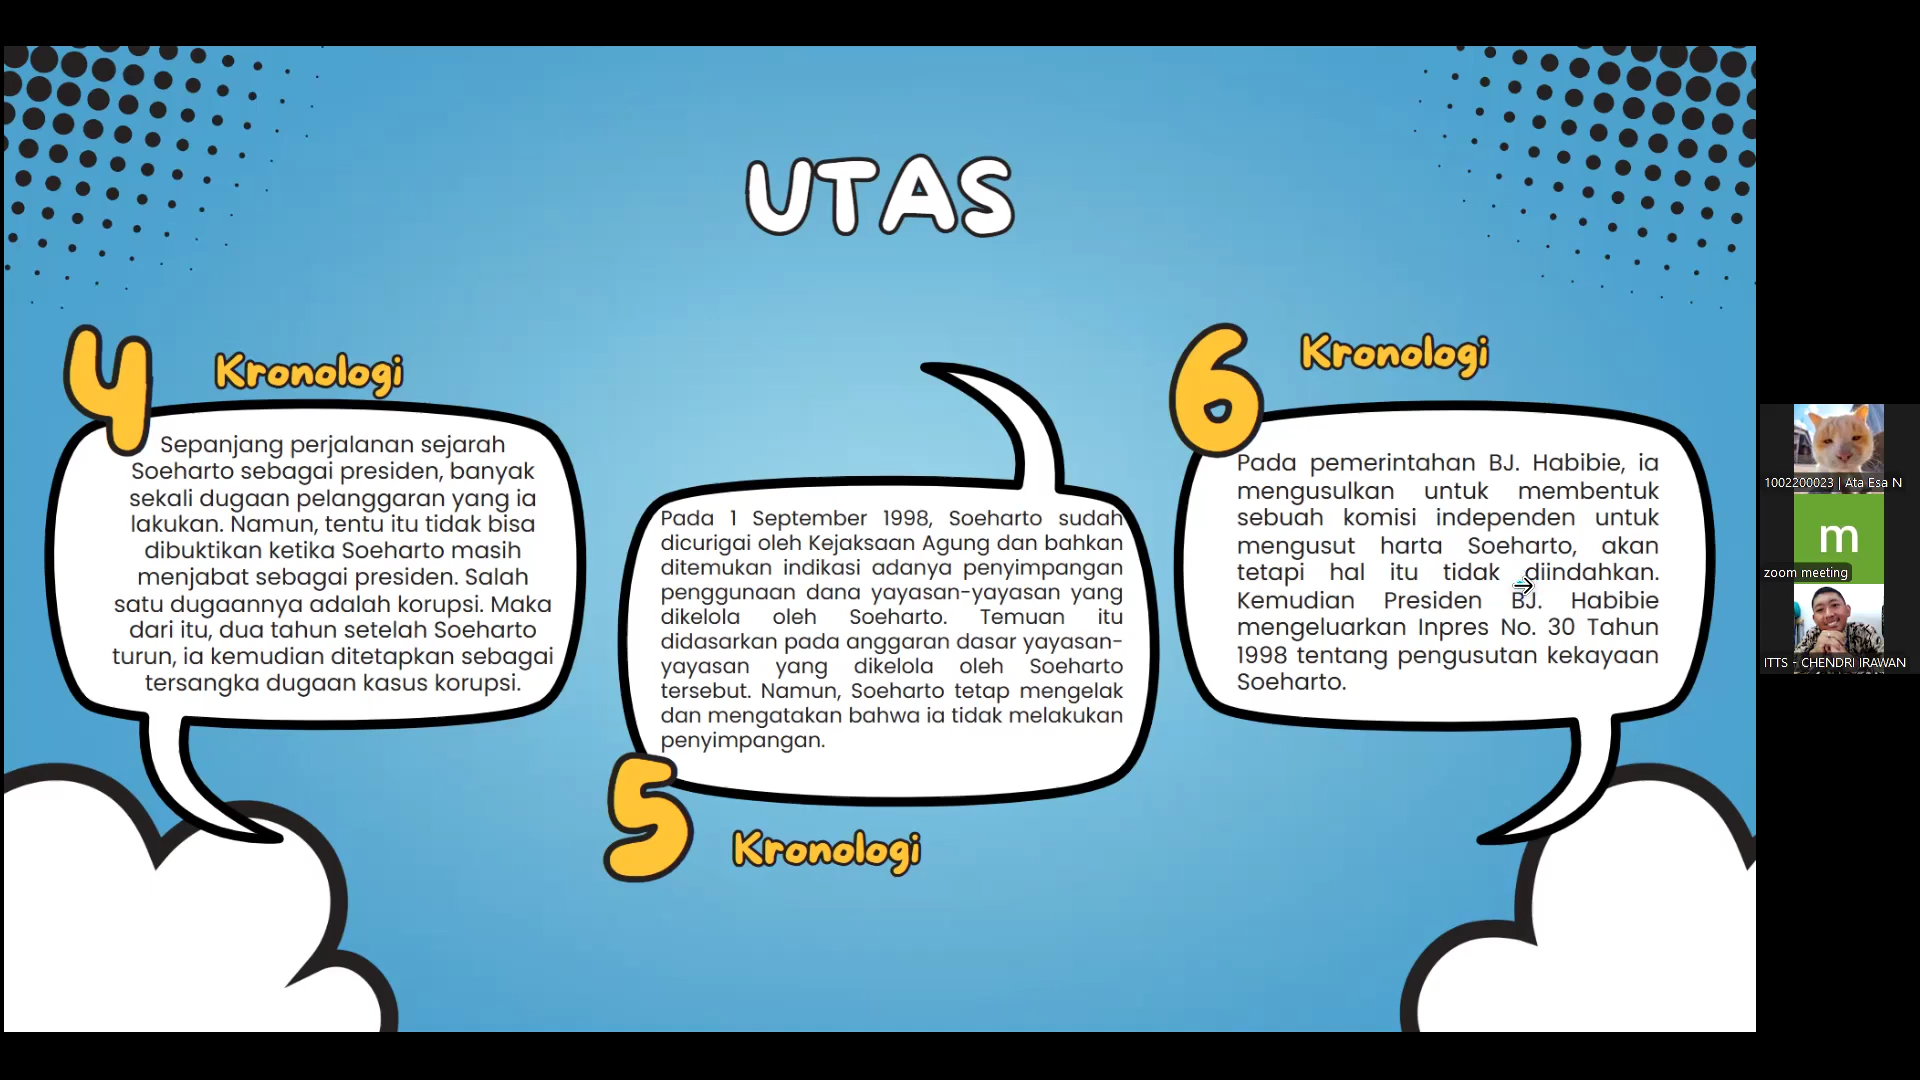 UTAS
4
Kronologi
Sepanjang perjalanan sejarah
Soeharto sebagai presiden, banyak
sekali dugaan pelanggaran yang ia
lakukan. Namun, tentu itu tidak bisa
dibuktikan ketika Soeharto masih
menjabat sebagai presiden. Salah
satu dugaannya adalah korupsi. Maka
dari itu, dua tahun setelah Soeharto
turun, ia kemudian ditetapkan sebagai
tersangka dugaan kasus korupsi.
Pada 1 September 1998, Soeharto sudah
dicurigai oleh Kejaksaan Agung dan bahkan
ditemukan indikasi adanya penyimpangan
penggunaan dana yayasan-yayasan yang
dikelola oleh Soeharto. Temuan itu
didasarkan pada anggaran dasar yayasan-
yayasan yang dikelola oleh Soeharto
tersebut. Namun, Soeharto tetap mengelak
dan mengatakan bahwa ia tidak melakukan
penyimpangan.
5
Kronologi
6
Kronologi
Pada pemerintahan BJ. Habibie, ia
mengusulkan untuk membentuk
sebuah komisi independen untuk
mengusut harta Soeharto, akan
tetapi hal itu tidak diindahkan.
Kemudian Presiden BJ. Habibie
mengeluarkan Inpres No. 30 Tahun
1998 tentang pengusutan kekayaan
Soeharto.
1002200023 | Ata Esa N
m
zoom meeting
ITTS - CHENDRI IRAWAN